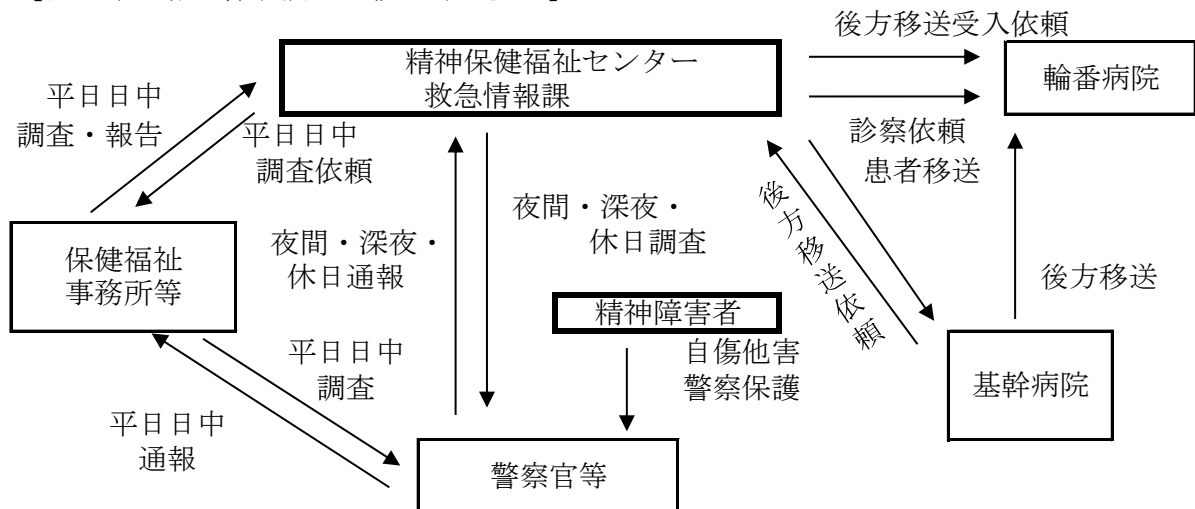 後方移送受入依頼
精神保健福祉センター
救急情報課
輪番病院
平日日中
調査・報告
平日日中
調査依頼
診察依頼
患者移送
夜間・深夜・
休日調査
後方移送依頼
保健福祉
事務所等
夜間・深夜・
休日通報
後方移送
精神障害者
自傷他害
警察保護
平日日中
調査
基幹病院
平日日中
通報
警察官等